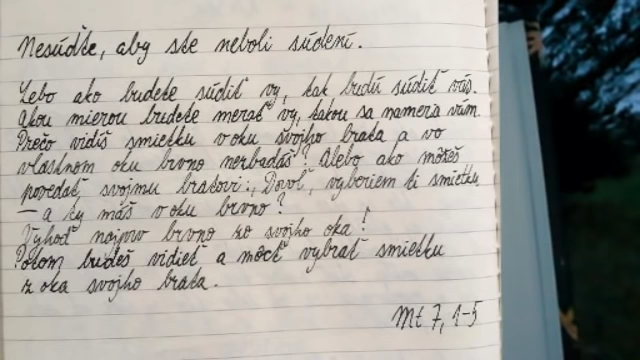 Nesúďte, aby ste neboli súdení.
Lebo ako budete súdiť vy, tak budú súdiť vás.
Akou mierou budete merať vy, takou sa nameria vám.
Prečo vidíš smietku v oku svojho brata a vo
vlastnom oku brvno nezbadáš? Alebo ako môžeš
povedať svojmu bratovi: „Dovoľ, vyberiem ti smietku
– a ty máš v oku brvno?
Vyhoď najprv brvno zo svojho oka!
Potom budeš vidieť a môcť vybrať smietku
z oka svojho brata.
Mt 7, 1-5